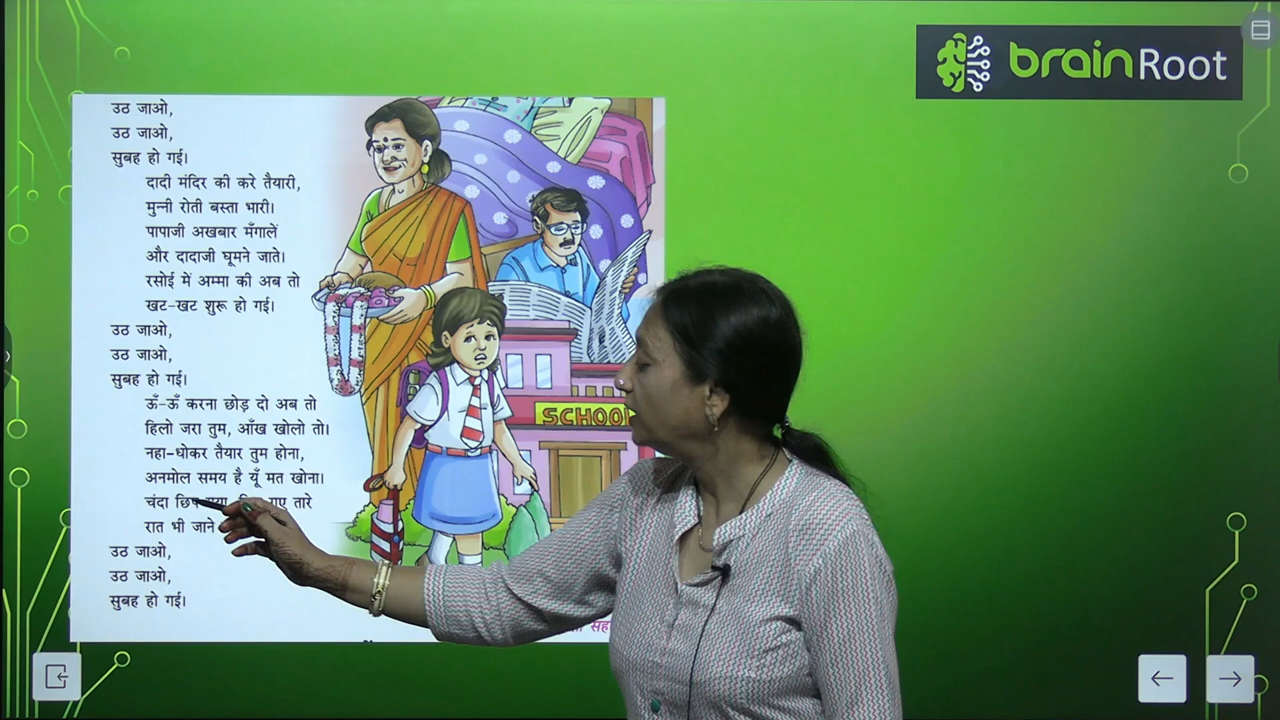 brainRoot
उठ जाओ,
उठ जाओ,
सुबह हो गई।
दादी मंदिर की करे तैयारी,
मुन्नी रोती बस्ता भारी।
पापाजी अखबार मँगालें
और दादाजी घूमने जाते।
रसोई में अम्मा की अब तो
खट-खट शुरू हो गई।
उठ जाओ,
उठ जाओ,
सुबह हो गई।
ऊँ-ऊँ करना छोड़ दो अब तो
हिलो जरा तुम, आँख खोलो तो।
नहा-धोकर तैयार तुम होना,
अनमोल समय है यूँ मत खोना।
चंदा गए तारे
रात भी जाने
उठ जाओ,
उठ जाओ,
सुबह हो गई।
SCHOOL